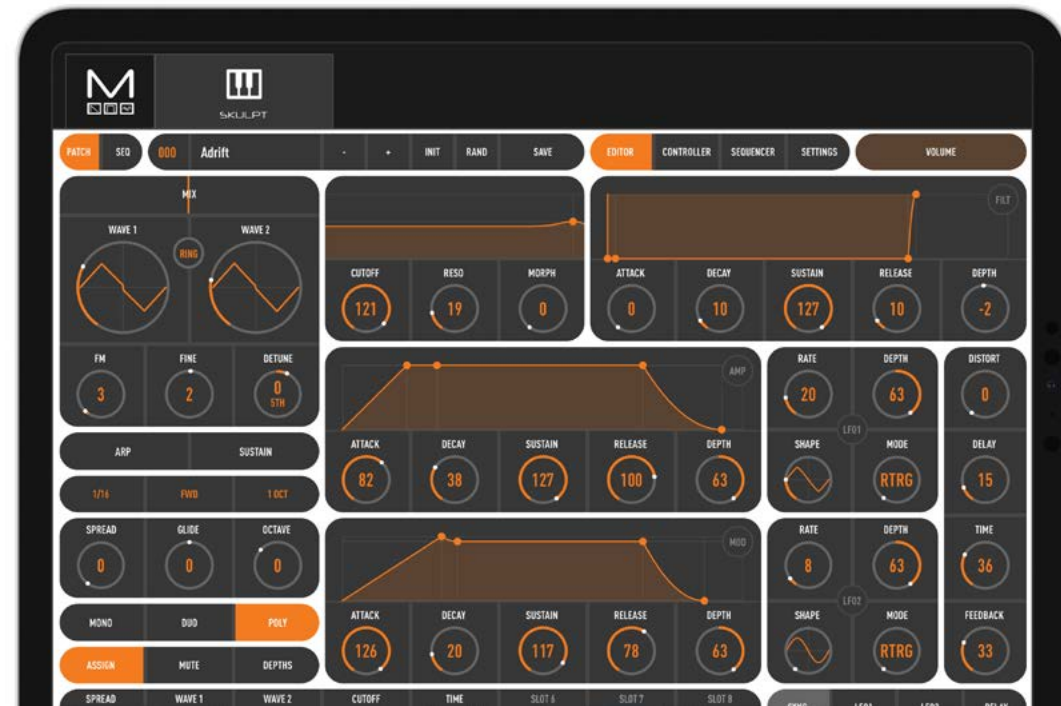 M
SKULPT
PATCH SEQ 000 Adrift - + INIT RAND SAVE EDITOR CONTROLLER SEQUENCER SETTINGS VOLUME
MIX
FILT
WAVE 1 WAVE 2
RING
CUTOFF RESO MORPH ATTACK DECAY SUSTAIN RELEASE DEPTH
121 19 0 0 10 127 10 -2
FM FINE DETUNE
3 2 0
5TH
AMP
RATE DEPTH DISTORT
20 63 0
LFO1
ARP SUSTAIN
ATTACK DECAY SUSTAIN RELEASE DEPTH SHAPE MODE DELAY
82 38 127 100 63 RTRG 15
1/16 FWD 1 OCT
SPREAD GLIDE OCTAVE
0 0 0
MOD
RATE DEPTH TIME
8 63 36
LFO2
MONO DUO POLY
ATTACK DECAY SUSTAIN RELEASE DEPTH SHAPE MODE FEEDBACK
126 20 117 78 63 RTRG 33
ASSIGN MUTE DEPTHS
SPREAD WAVE 1 WAVE 2 CUTOFF TIME SLOT 6 SLOT 7 SLOT 8
SYNC LFO1 LFO2 DELAY